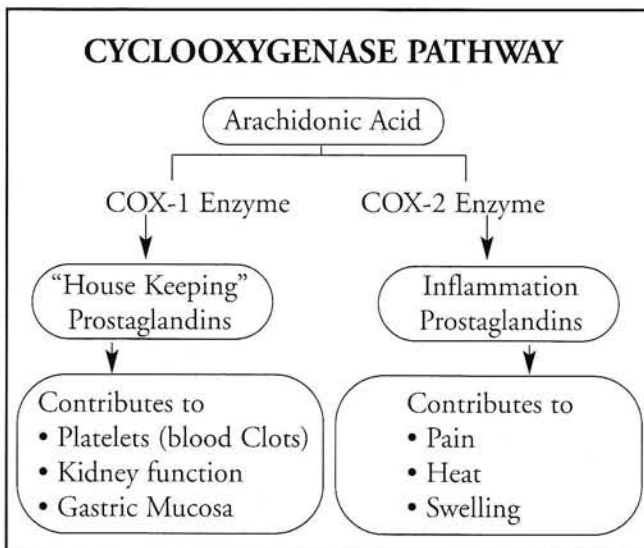 CYCLOOXYGENASE PATHWAY
Arachidonic Acid
COX-1 Enzyme
COX-2 Enzyme
“House Keeping”
Prostaglandins
Inflammation
Prostaglandins
Contributes to
• Platelets (blood Clots)
• Kidney function
• Gastric Mucosa
Contributes to
• Pain
• Heat
• Swelling